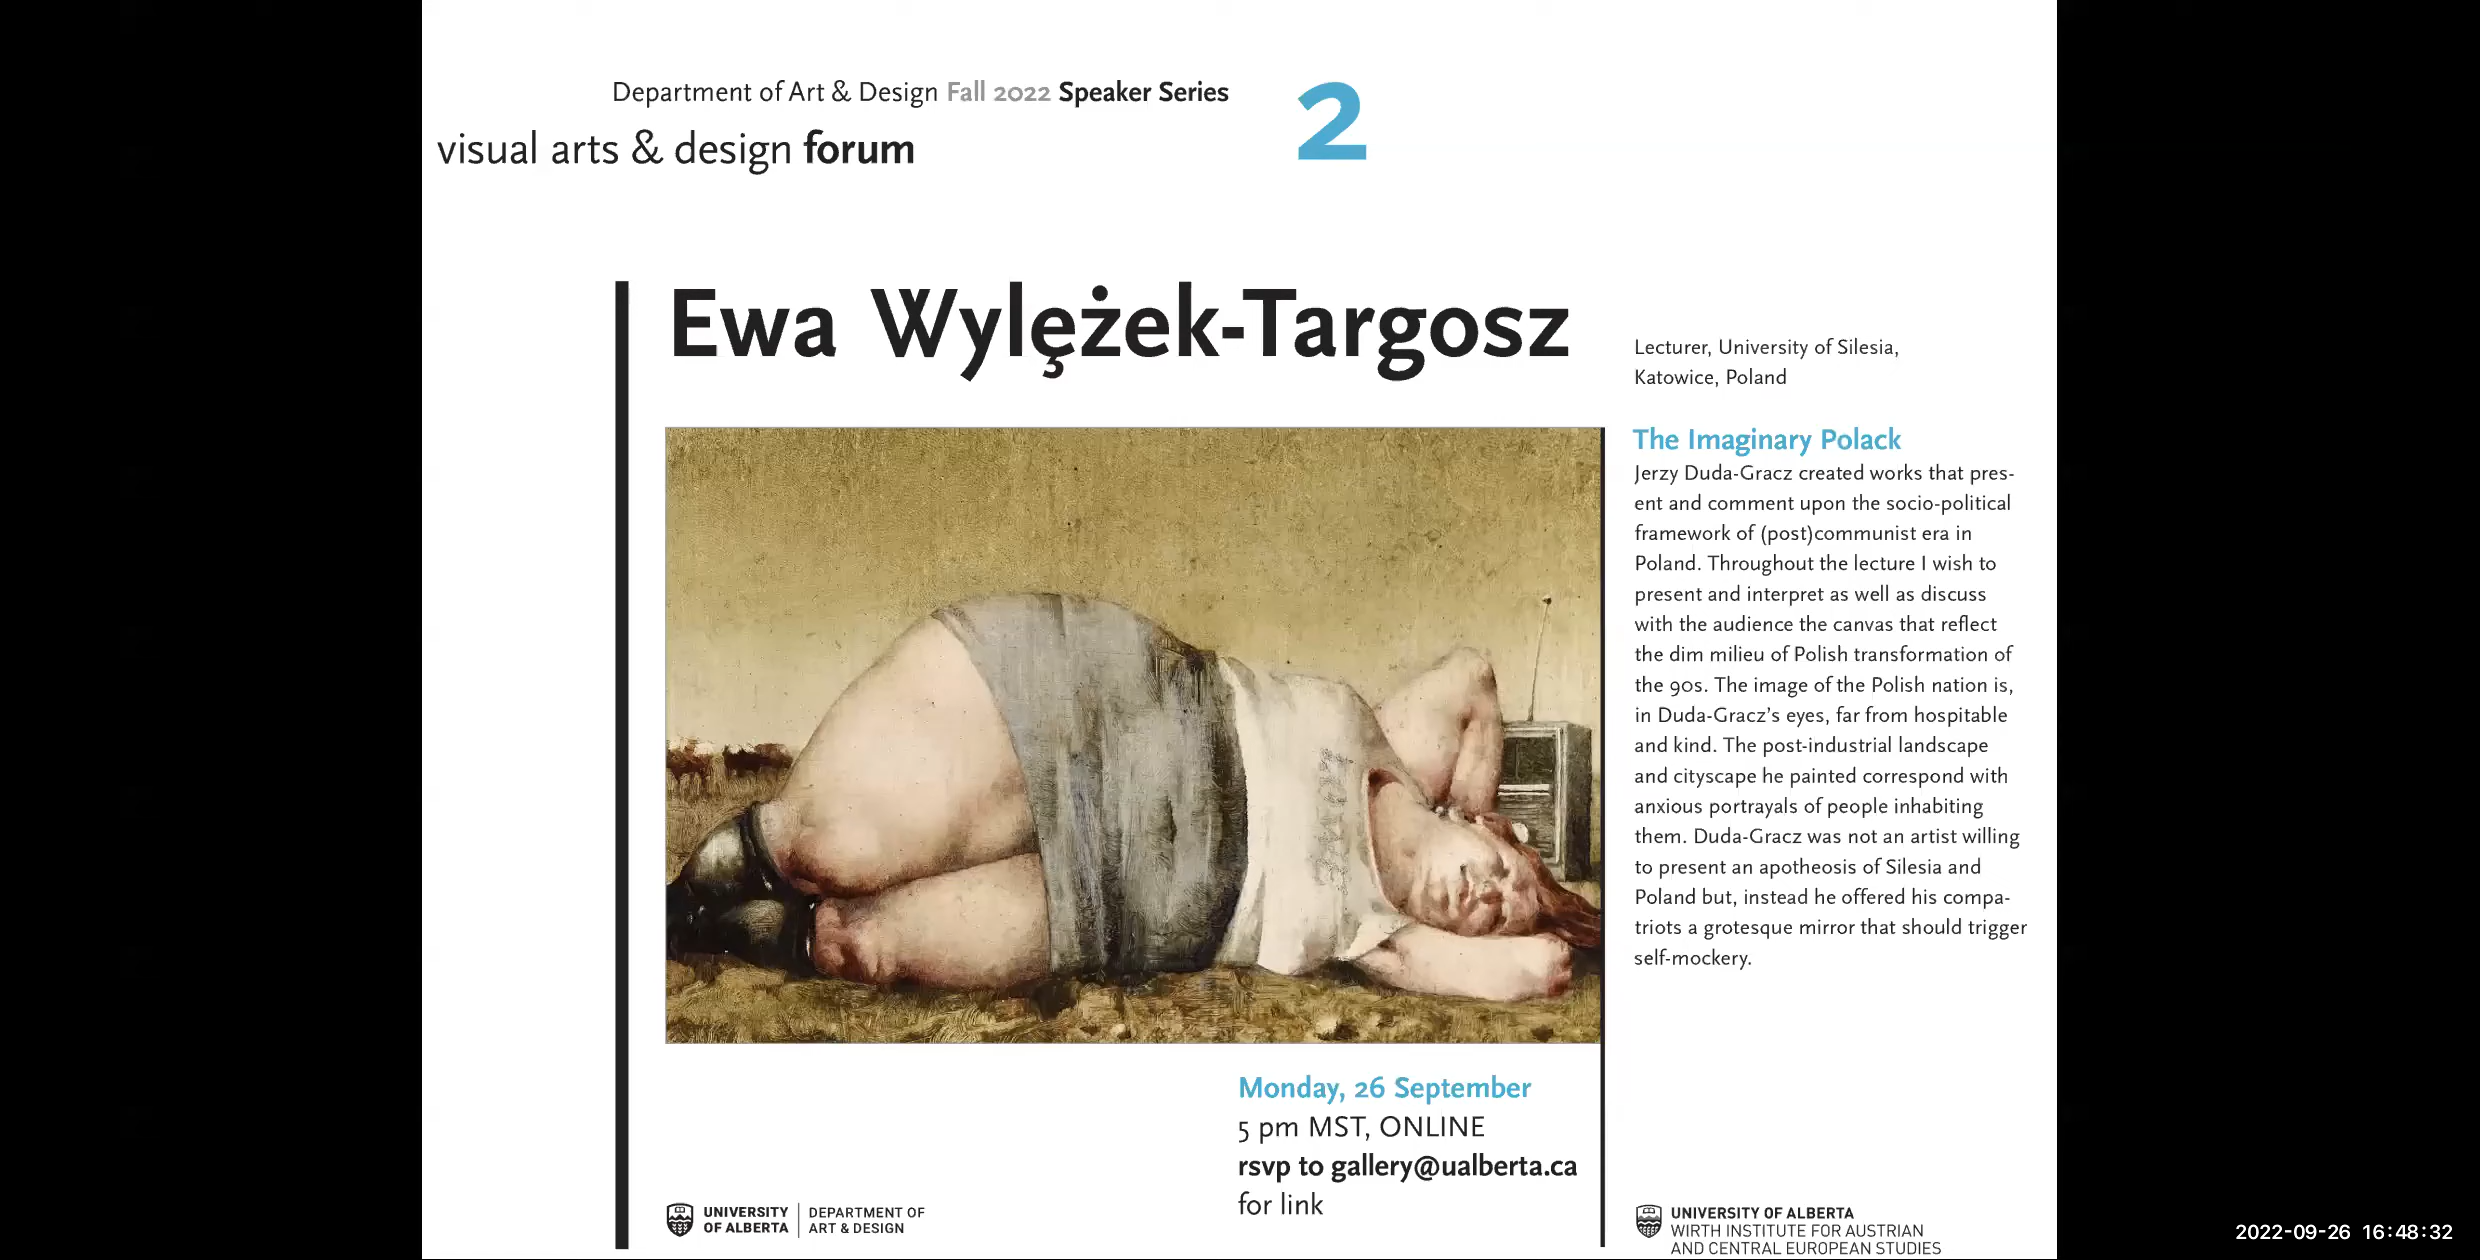 Department of Art & Design Fall 2022 Speaker Series
2
visual arts & design forum
Ewa Wylężek-Targosz
Lecturer, University of Silesia,
Katowice, Poland
The Imaginary Polack
Jerzy Duda-Gracz created works that pres-
ent and comment upon the socio-political
framework of (post)communist era in
Poland. Throughout the lecture I wish to
present and interpret as well as discuss
with the audience the canvas that reflect
the dim milieu of Polish transformation of
the 90s. The image of the Polish nation is,
in Duda-Gracz’s eyes, far from hospitable
and kind. The post-industrial landscape
and cityscape he painted correspond with
anxious portrayals of people inhabiting
them. Duda-Gracz was not an artist willing
to present an apotheosis of Silesia and
Poland but, instead he offered his compa-
triots a grotesque mirror that should trigger
self-mockery.
Monday, 26 September
5 pm MST, ONLINE
rsvp to gallery@ualberta.ca
for link
UNIVERSITY
OF ALBERTA
DEPARTMENT OF
ART & DESIGN
UNIVERSITY OF ALBERTA
WIRTH INSTITUTE FOR AUSTRIAN
AND CENTRAL EUROPEAN STUDIES
2022-09-26 16:48:32